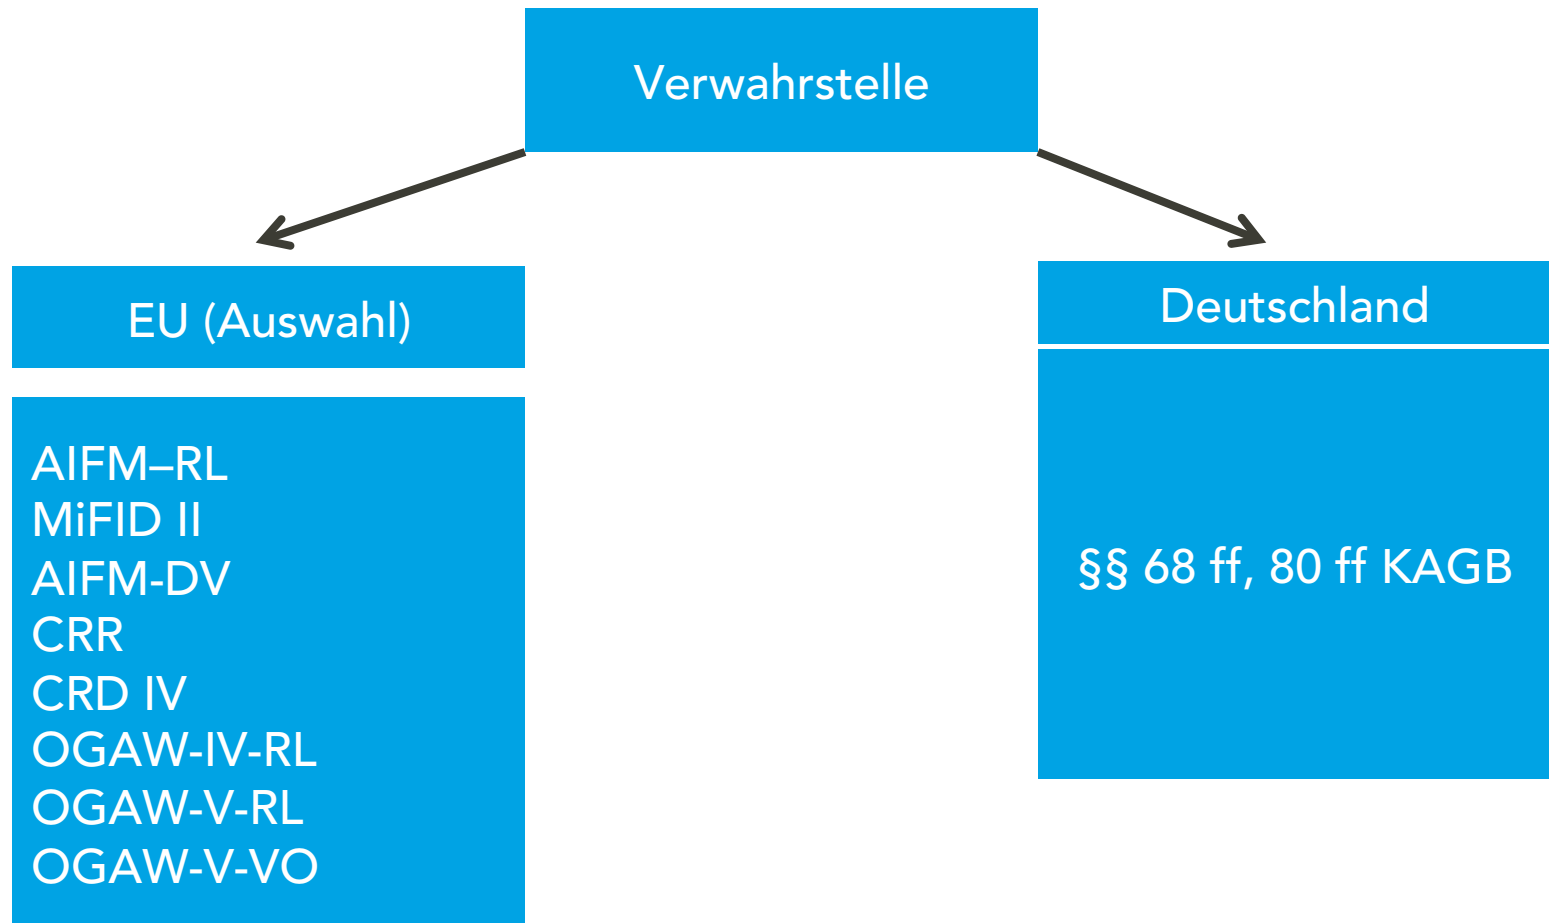 Verwahrstelle
EU (Auswahl)
AIFM–RL
MiFID II
AIFM-DV
CRR
CRD IV
OGAW-IV-RL
OGAW-V-RL
OGAW-V-VO
Deutschland
§§ 68 ff, 80 ff KAGB